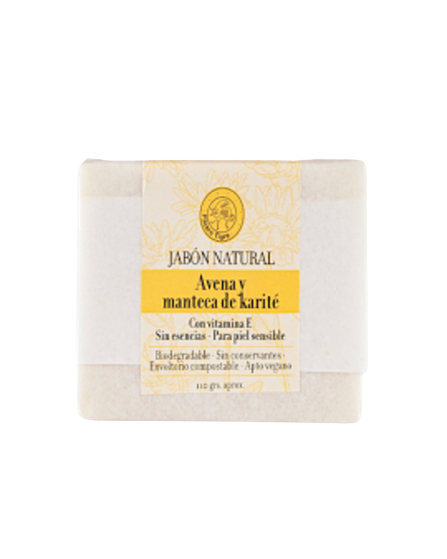 JABÓN NATURAL
Avena y
manteca de karité
Con vitamina E
Sin esencias · Para piel sensible
Biodegradable · Sin conservantes ·
Envoltorio compostable · Apto vegano
110 grs. aprox.